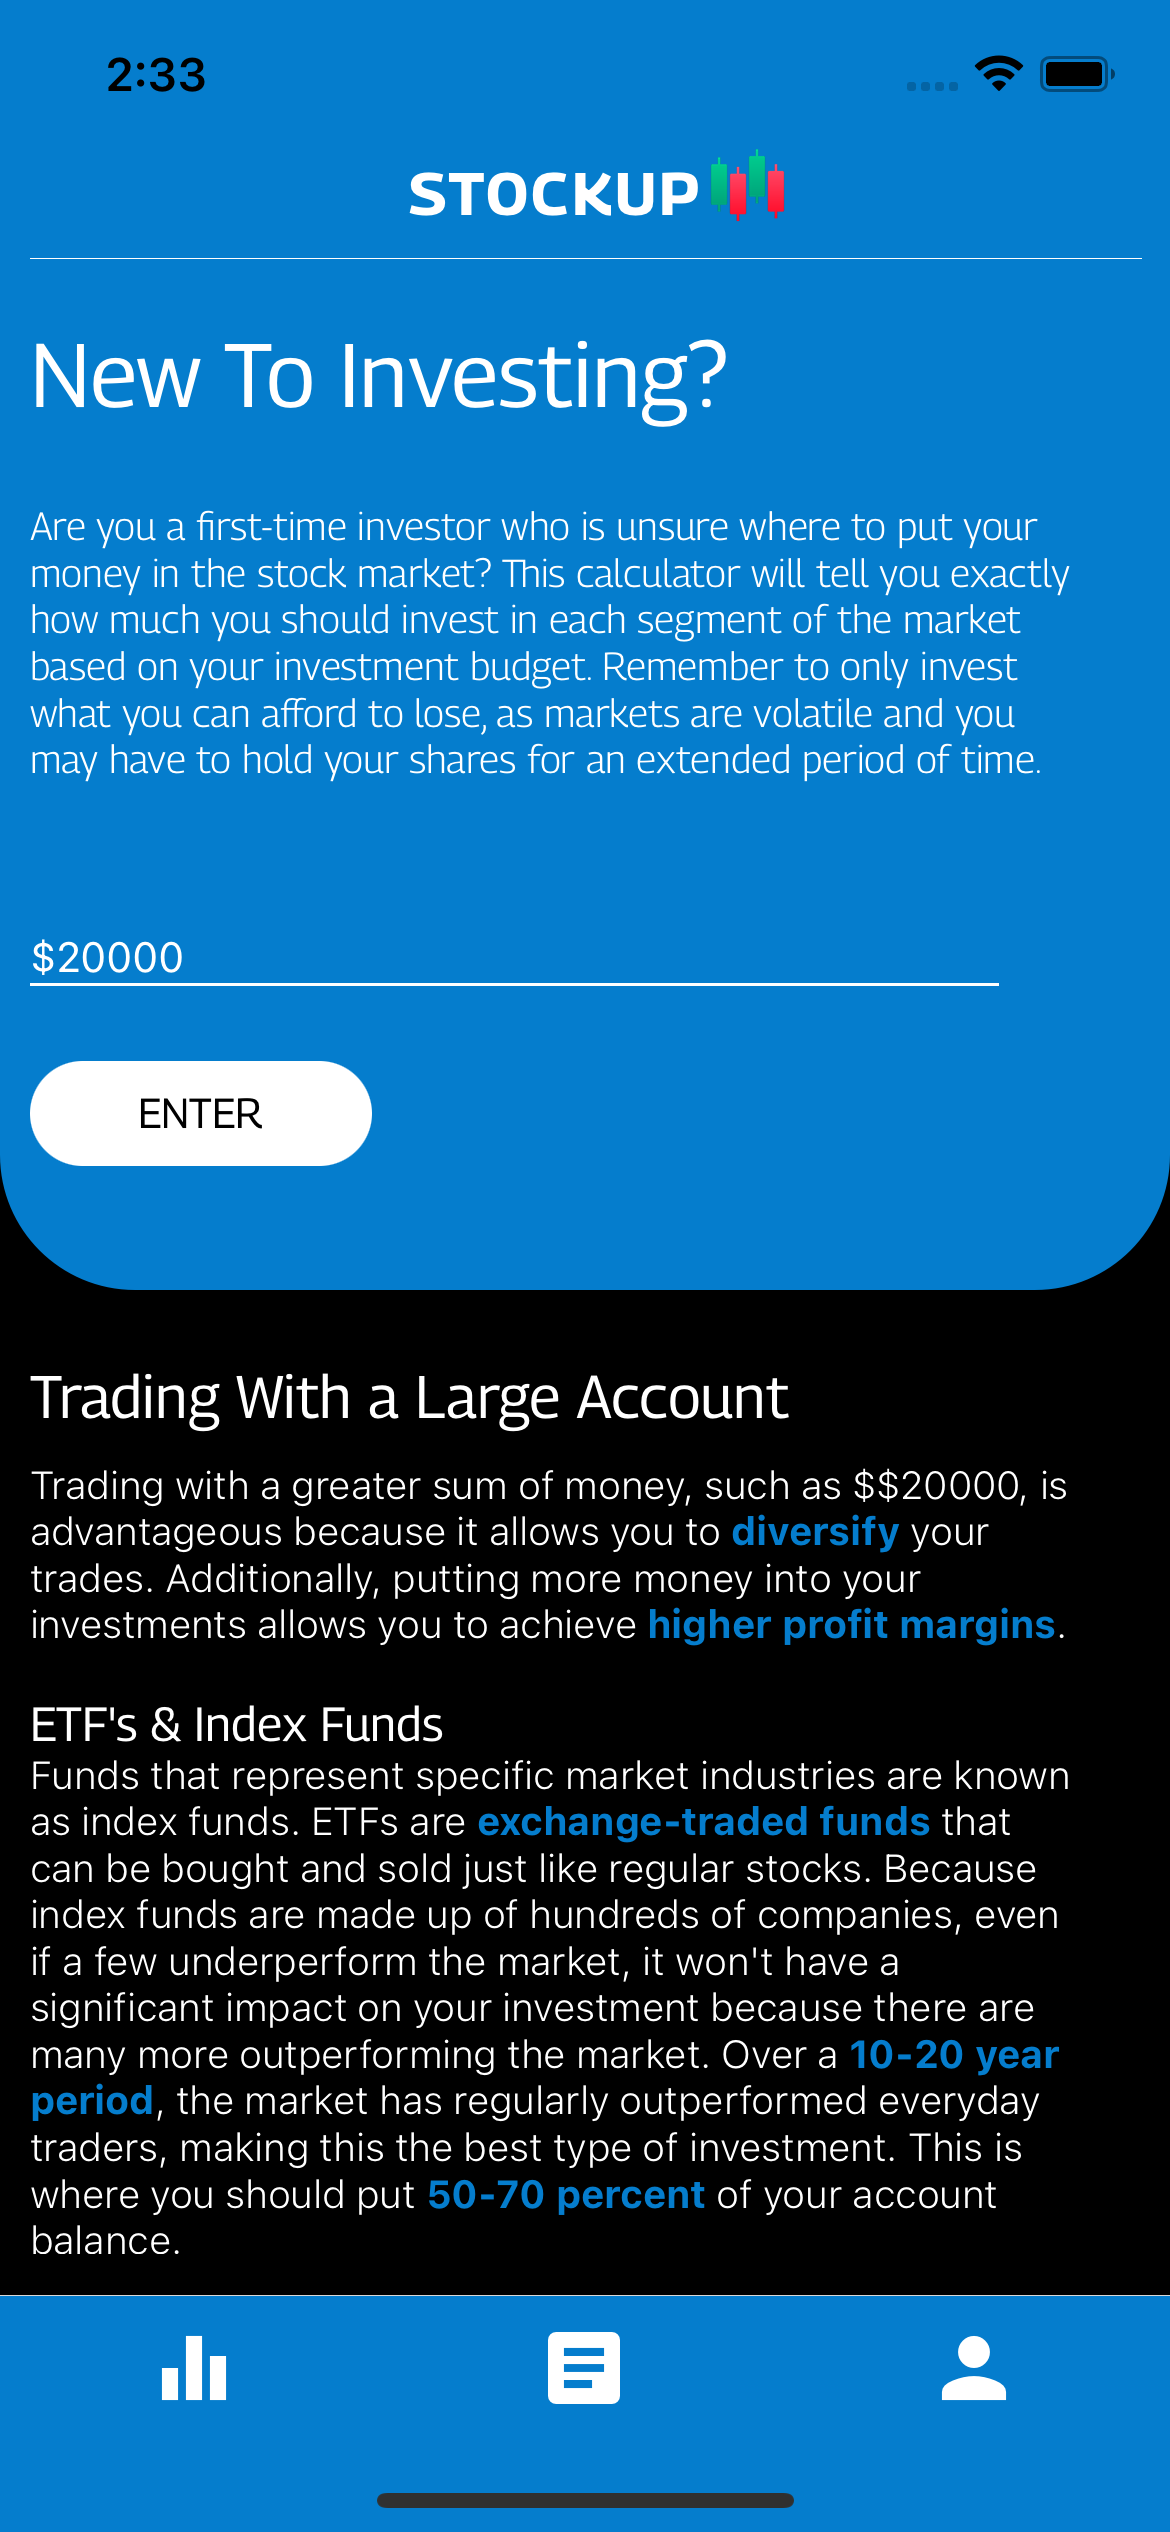 2:33
STOCKUP
New To Investing?
Are you a first-time investor who is unsure where to put your
money in the stock market? This calculator will tell you exactly
how much you should invest in each segment of the market
based on your investment budget. Remember to only invest
what you can afford to lose, as markets are volatile and you
may have to hold your shares for an extended period of time.
$20000
ENTER
Trading With a Large Account
Trading with a greater sum of money, such as $$20000, is
advantageous because it allows you to diversify your
trades. Additionally, putting more money into your
investments allows you to achieve higher profit margins.
ETF's & Index Funds
Funds that represent specific market industries are known
as index funds. ETFs are exchange-traded funds that
can be bought and sold just like regular stocks. Because
index funds are made up of hundreds of companies, even
if a few underperform the market, it won't have a
significant impact on your investment because there are
many more outperforming the market. Over a 10-20 year
period, the market has regularly outperformed everyday
traders, making this the best type of investment. This is
where you should put 50-70 percent of your account
balance.